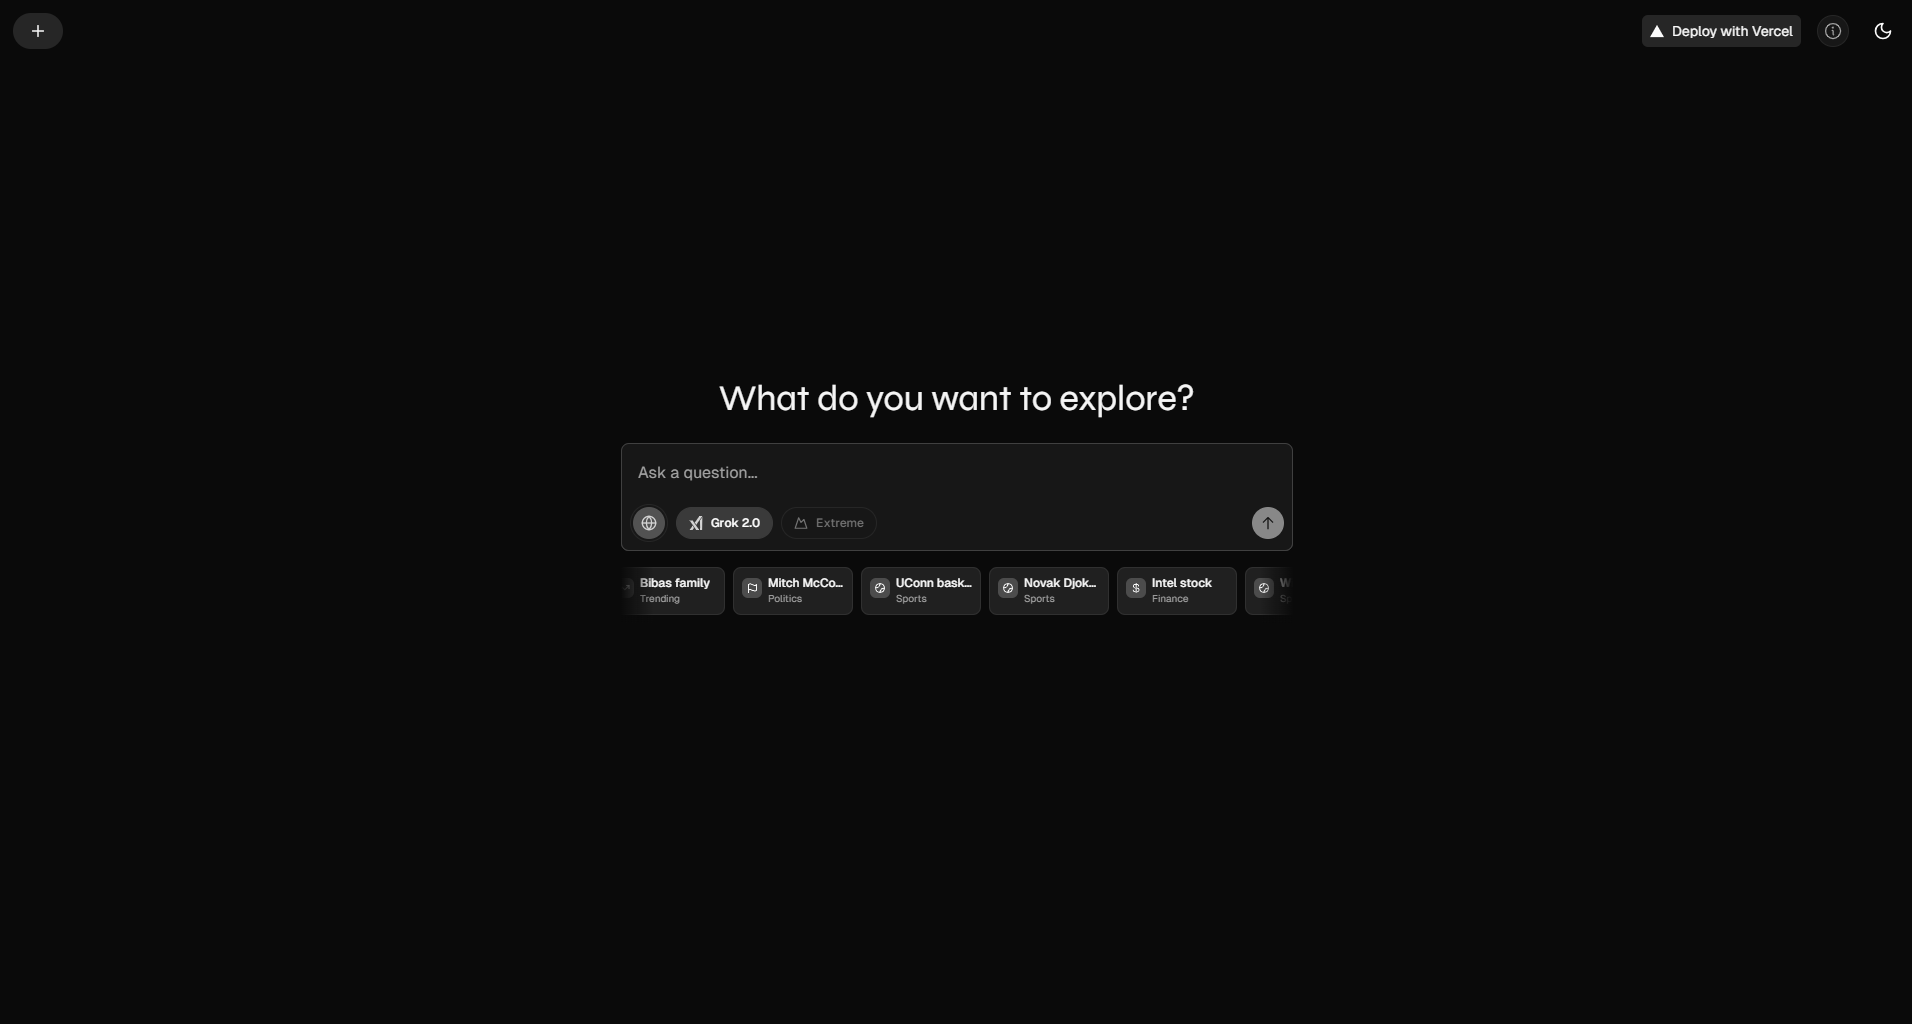 Deploy with Vercel
What do you want to explore?
Ask a question...
Grok 2.0
Extreme
Bibas family
Trending
Mitch McCo...
Politics
UConn bask...
Sports
Novak Djok...
Sports
Intel stock
Finance